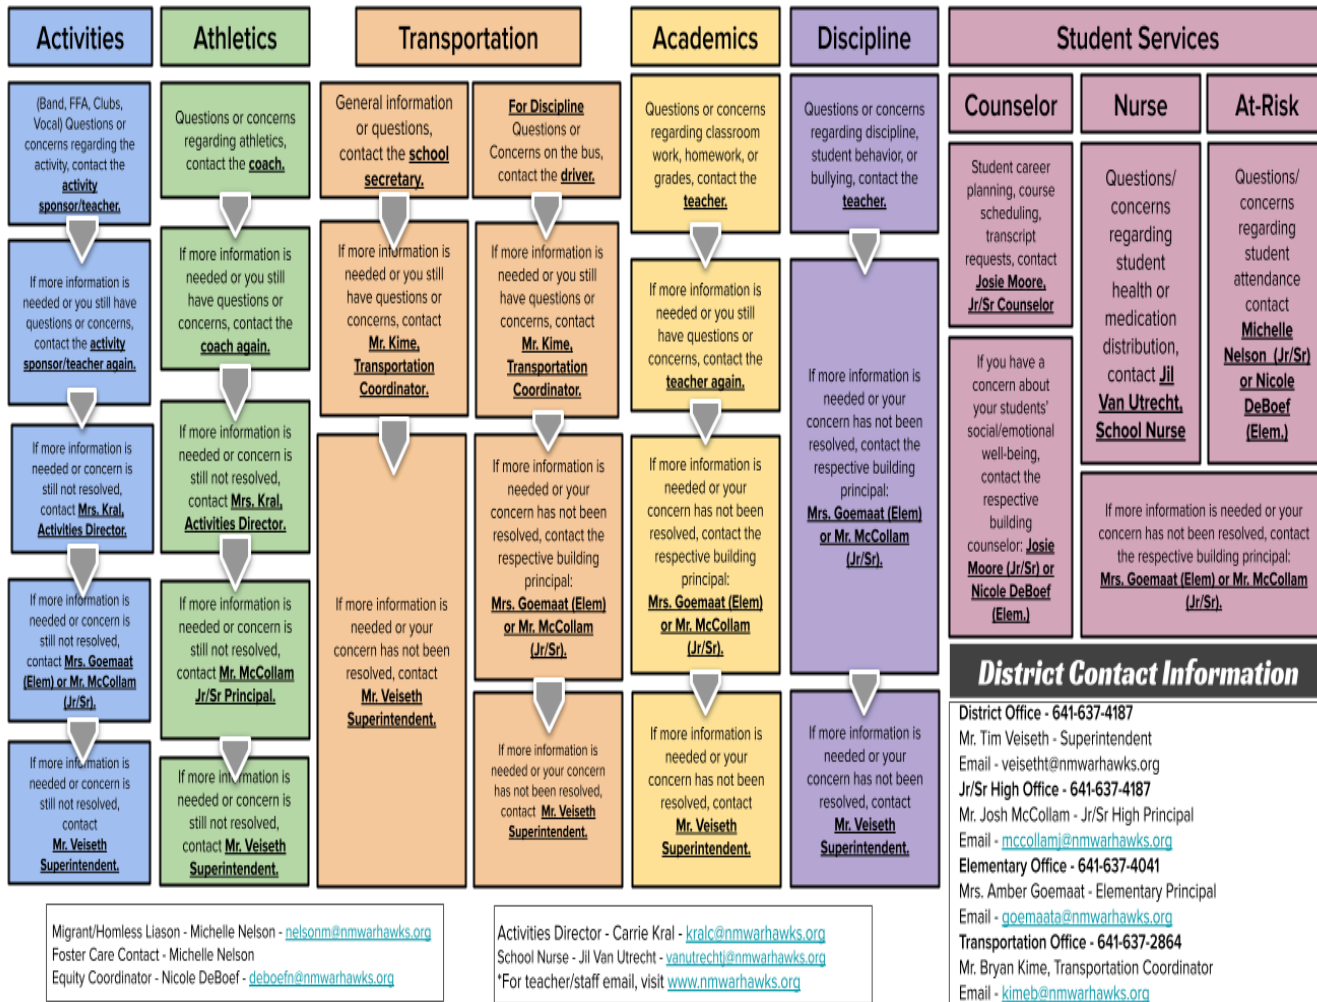 Activities
(Band, FFA, Clubs,
Vocal) Questions or
concerns regarding the
activity, contact the
activity
sponsor/teacher.
If more information is
needed or you still have
questions or concerns,
contact the activity
sponsor/teacher again.
If more information is
needed or concern is
still not resolved,
contact Mrs. Kral,
Activities Director.
If more information is
needed or concern is
still not resolved,
contact Mrs. Goemaat
(Elem) or Mr. McCollam
(Jr/Sr).
If more information is
needed or concern is
still not resolved,
contact
Mr. Veiseth
Superintendent.
Athletics
Questions or concerns
regarding athletics,
contact the coach.
If more information is
needed or you still
have questions or
concerns, contact the
coach again.
If more information is
needed or concern is
still not resolved,
contact Mrs. Kral,
Activities Director.
If more information is
needed or concern is
still not resolved,
contact Mr. McCollam
Jr/Sr Principal.
If more information is
needed or concern is
still not resolved,
contact Mr. Veiseth
Superintendent.
Transportation
General information
or questions,
contact the school
secretary.
If more information is
needed or you still
have questions or
concerns, contact
Mr. Kime,
Transportation
Coordinator.
If more information is
needed or your
concern has not been
resolved, contact
Mr. Veiseth
Superintendent.
For Discipline
Questions or
Concerns on the bus,
contact the driver.
If more information is
needed or you still
have questions or
concerns, contact
Mr. Kime,
Transportation
Coordinator.
If more information is
needed or your
concern has not been
resolved, contact the
respective building
principal:
Mrs. Goemaat (Elem)
or Mr. McCollam
(Jr/Sr).
If more information is
needed or your concern
has not been resolved,
contact Mr. Veiseth
Superintendent.
Academics
Questions or concerns
regarding classroom
work, homework, or
grades, contact the
teacher.
If more information is
needed or you still
have questions or
concerns, contact the
teacher again.
If more information is
needed or your
concern has not been
resolved, contact the
respective building
principal:
Mrs. Goemaat (Elem)
or Mr. McCollam
(Jr/Sr).
If more information is
needed or your
concern has not been
resolved, contact
Mr. Veiseth
Superintendent.
Discipline
Questions or concerns
regarding discipline,
student behavior, or
bullying, contact the
teacher.
If more information is
needed or your
concern has not been
resolved, contact the
respective building
principal:
Mrs. Goemaat (Elem)
or Mr. McCollam
(Jr/Sr).
If more information is
needed or your
concern has not been
resolved, contact
Mr. Veiseth
Superintendent.
Student Services
Counselor
Student career
planning, course
scheduling,
transcript
requests, contact
Josie Moore,
Jr/Sr Counselor
If you have a
concern about
your students'
social/emotional
well-being,
contact the
respective
building
counselor: Josie
Moore (Jr/Sr) or
Nicole DeBoef
(Elem.)
Nurse
Questions/
concerns
regarding
student
health or
medication
distribution,
contact Jil
Van Utrecht,
School Nurse
At-Risk
Questions/
concerns
regarding
student
attendance
contact
Michelle
Nelson (Jr/Sr)
or Nicole
DeBoef
(Elem.)
If more information is needed or your
concern has not been resolved, contact
the respective building principal:
Mrs. Goemaat (Elem) or Mr. McCollam
(Jr/Sr).
District Contact Information
District Office - 641-637-4187
Mr. Tim Veiseth - Superintendent
Email - veisetht@nmwarhawks.org
Jr/Sr High Office - 641-637-4187
Mr. Josh McCollam - Jr/Sr High Principal
Email - mccollamj@nmwarhawks.org
Elementary Office - 641-637-4041
Mrs. Amber Goemaat - Elementary Principal
Email - goemaata@nmwarhawks.org
Transportation Office - 641-637-2864
Mr. Bryan Kime, Transportation Coordinator
Email - kimeb@nmwarhawks.org
Migrant/Homless Liason - Michelle Nelson - nelsonm@nmwarhawks.org
Foster Care Contact - Michelle Nelson
Equity Coordinator - Nicole DeBoef - deboefn@nmwarhawks.org
Activities Director - Carrie Kral - kralc@nmwarhawks.org
School Nurse - Jil Van Utrecht - vanutrechtj@nmwarhawks.org
*For teacher/staff email, visit www.nmwarhawks.org